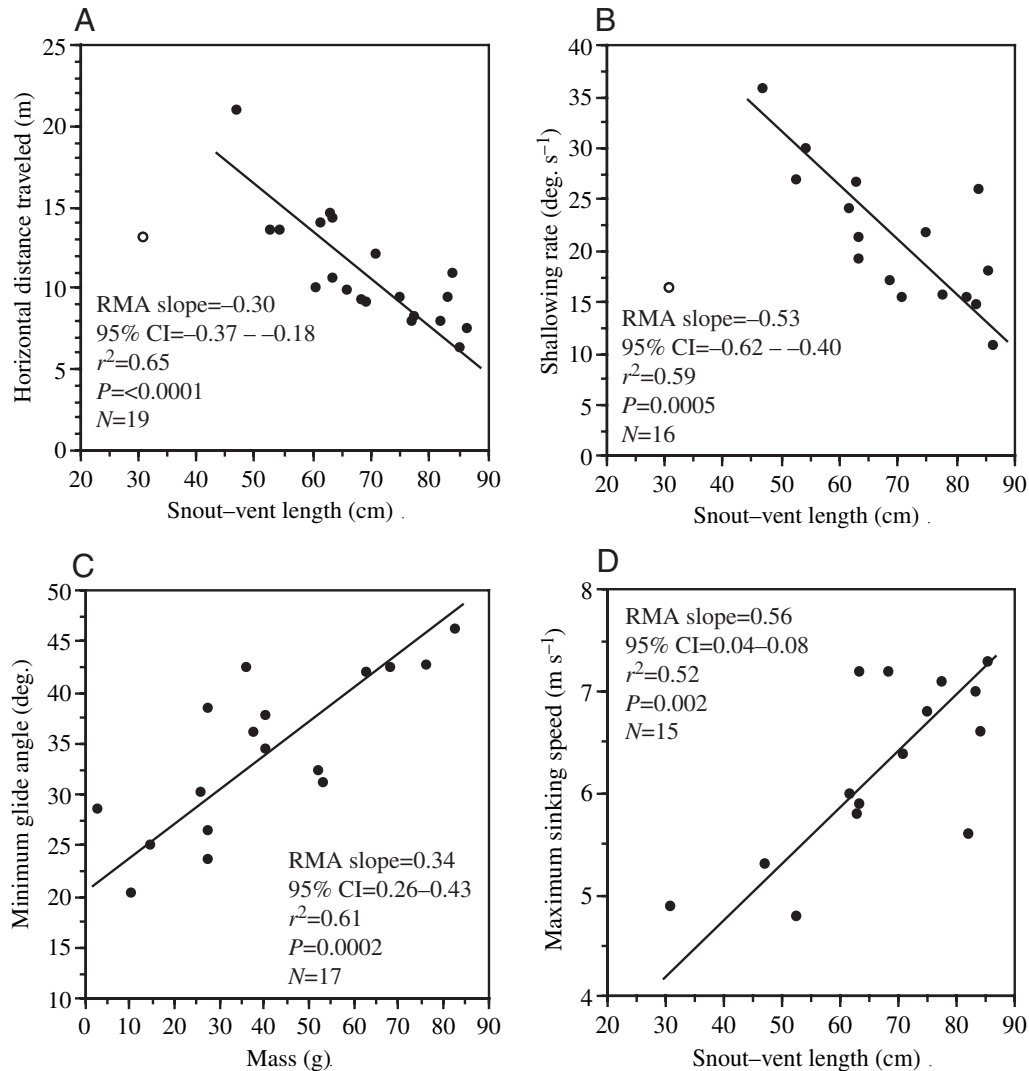 A
25
20
15
10
5
0
Horizontal distance traveled (m)
RMA slope=–0.30
95% CI=–0.37 – –0.18
r²=0.65
P=<0.0001
N=19
20 30 40 50 60 70 80 90
Snout–vent length (cm) .
B
40
35
30
25
20
15
10
5
0
Shallowing rate (deg. s⁻¹)
RMA slope=–0.53
95% CI=–0.62 – –0.40
r²=0.59
P=0.0005
N=16
20 30 40 50 60 70 80 90
Snout–vent length (cm) .
C
50
45
40
35
30
25
20
15
10
Minimum glide angle (deg.)
RMA slope=0.34
95% CI=0.26–0.43
r²=0.61
P=0.0002
N=17
0 10 20 30 40 50 60 70 80 90
Mass (g).
D
8
7
6
5
4
Maximum sinking speed (m s⁻¹)
RMA slope=0.56
95% CI=0.04–0.08
r²=0.52
P=0.002
N=15
20 30 40 50 60 70 80 90
Snout–vent length (cm) .